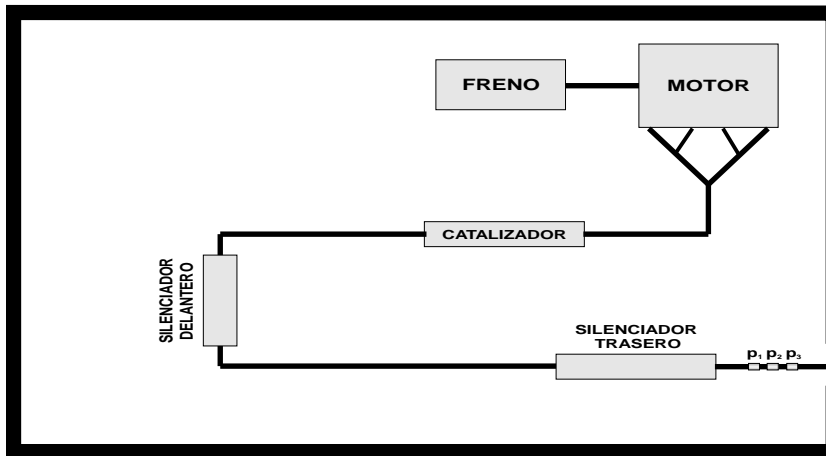 FRENO
MOTOR
CATALIZADOR
SILENCIADOR
DELANTERO
SILENCIADOR
TRASERO
p₁ p₂ p₃